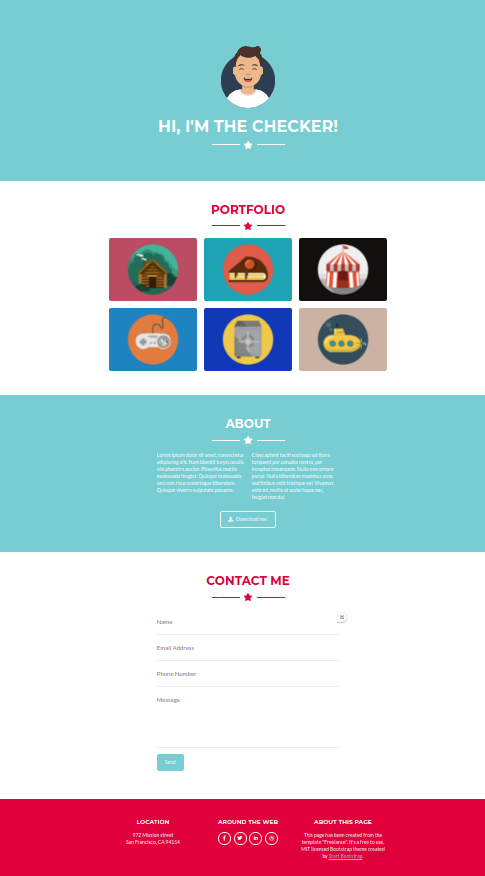 HI, I'M THE CHECKER!
PORTFOLIO
ABOUT
Lorem ipsum dolor sit amet, consectetur
adipiscing elit. Nam blandit turpis iaculis
nisl pharetra auctor. Phasellus mattis
malesuada feugiat. Quisque malesuada
orci non risus scelerisque bibendum.
Quisque viverra vulputate posuere.
Class aptent taciti sociosqu ad litora
torquent per conubia nostra, per
inceptos himenaeos. Nulla non ornare
purus. Nulla bibendum maximus urna,
sed finibus velit tristique vel. Vivamus
ante mi, mollis at scelerisque nec,
feugiat non dui.
Download me!
CONTACT ME
Name
Email Address
Phone Number
Message
Send
LOCATION
972 Mission street
San Francisco, CA 94114
AROUND THE WEB
ABOUT THIS PAGE
This page has been created from the
template "Freelance". It's a free to use,
MIT licensed Bootstrap theme created
by Start Bootstrap.